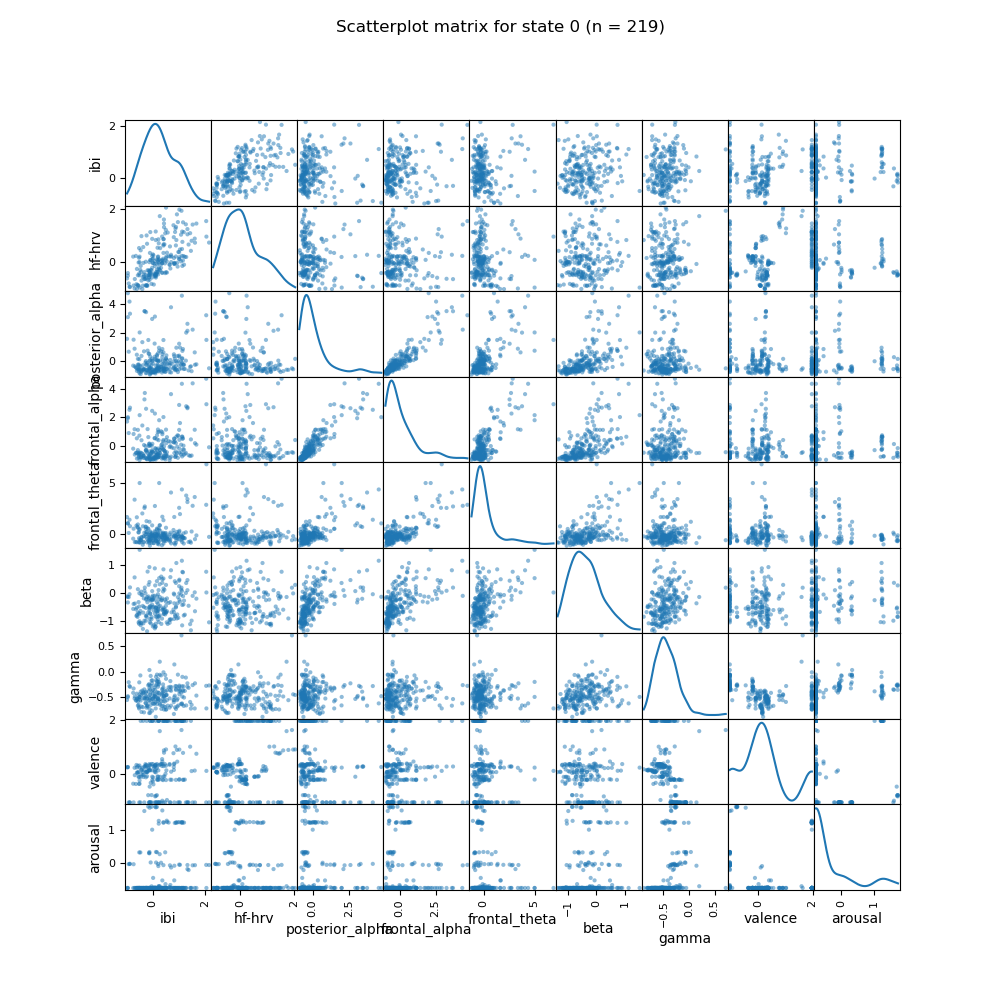 Scatterplot matrix for state 0 (n = 219)
ibi
2
0
hf-hrv
2
0
posterior_alpha
4
2
0
frontal_alpha
4
2
0
frontal_theta
5
0
beta
1
0
−1
gamma
0.5
0.0
−0.5
valence
2
0
arousal
1
0
0 2 0 2 0.0 2.5 0.0 2.5 0 5 −1 0 1 −0.5 0.0 0.5 0 2 0 1
ibi hf-hrv posterior_alpha frontal_alpha frontal_theta beta gamma valence arousal